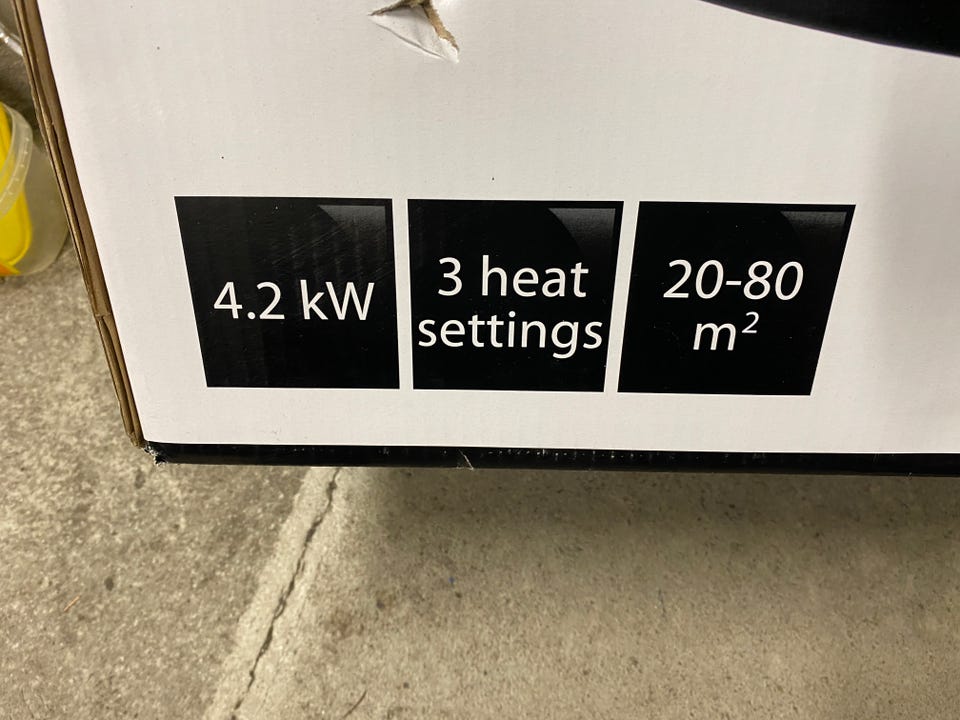 4.2 kW
3 heat
settings
20-80
m²